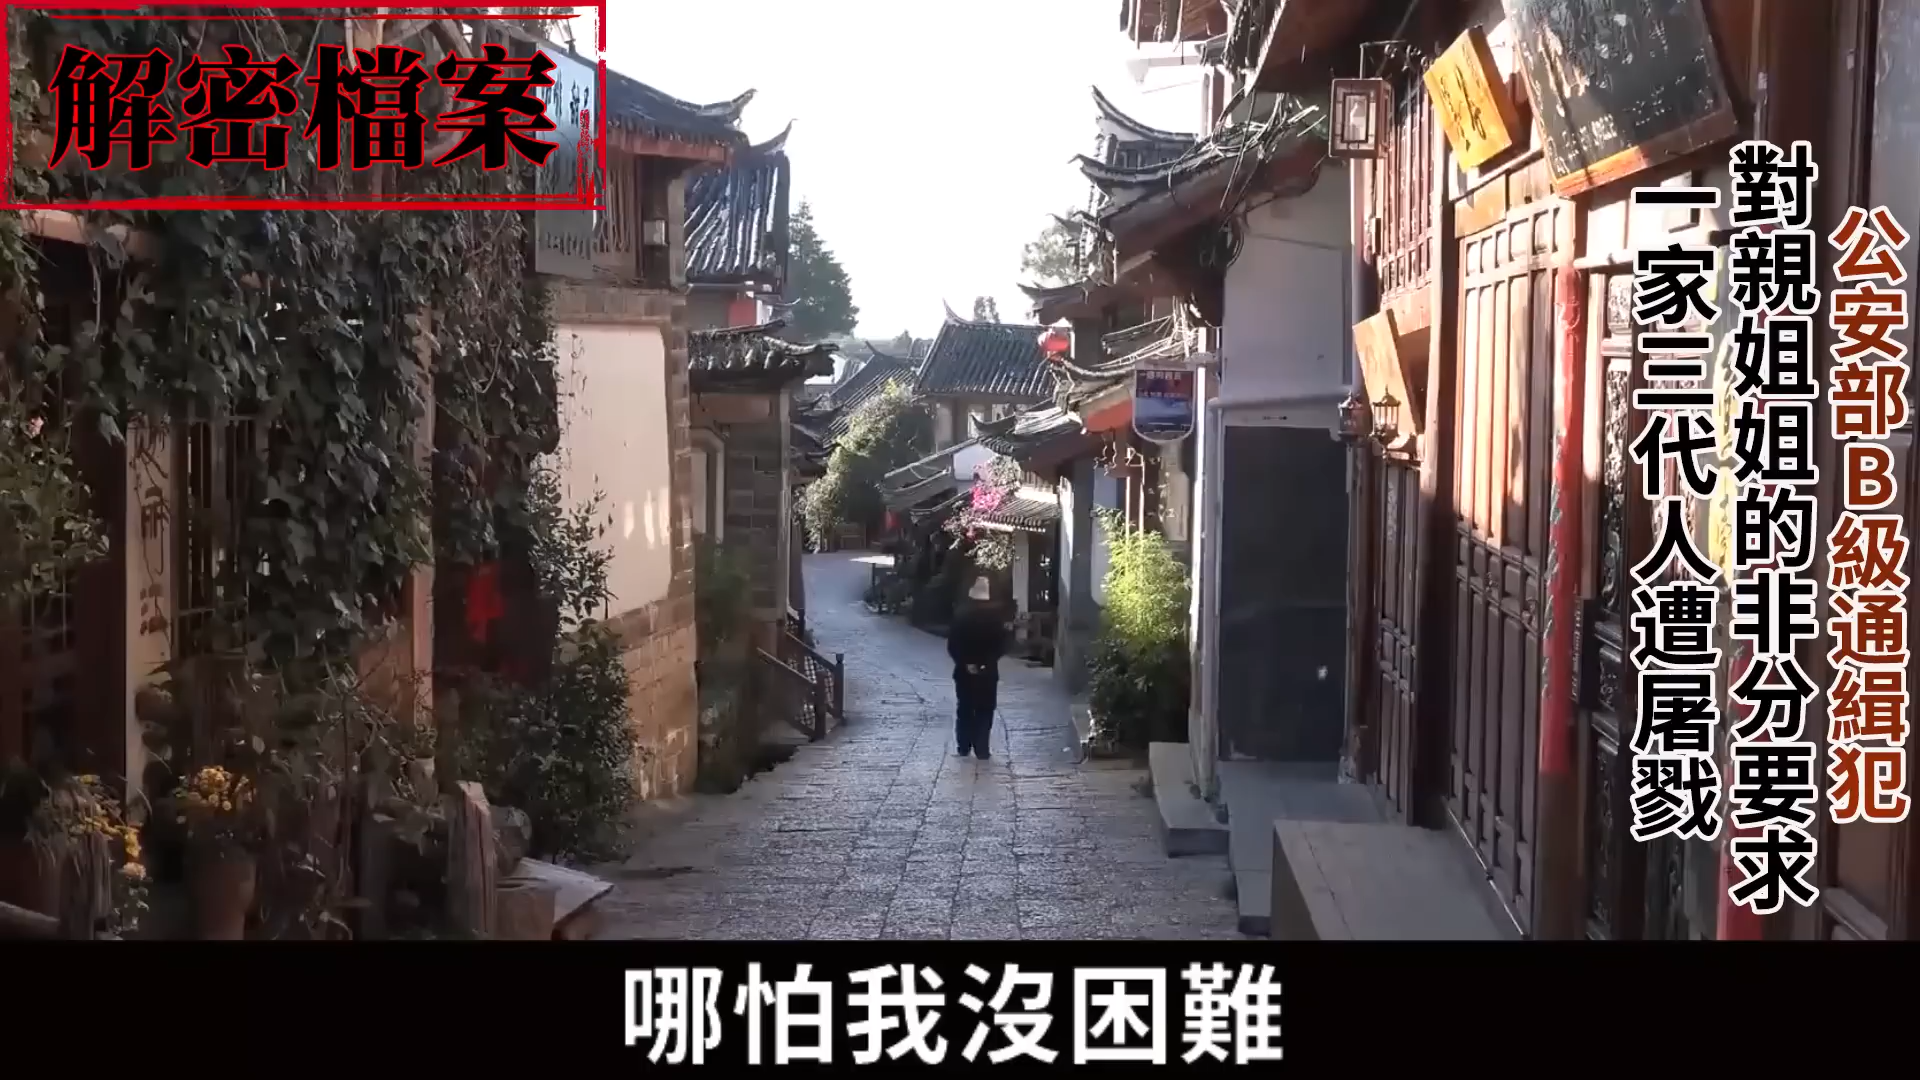 解密檔案
公安部B級通緝犯
對親姐姐的非分要求
一家三代人遭屠戮
哪怕我沒困難